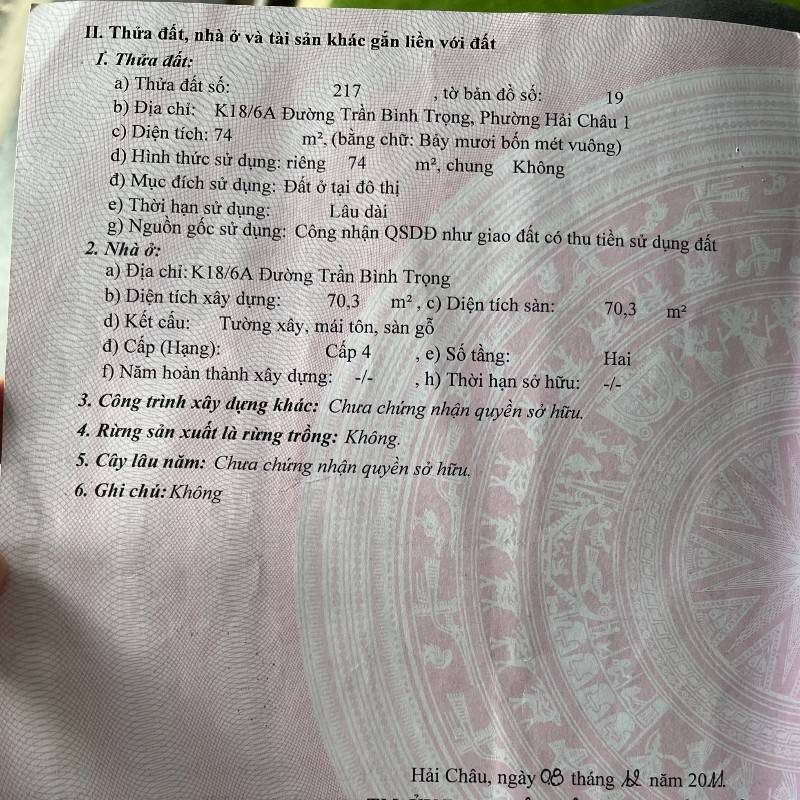 II. Thửa đất, nhà ở và tài sản khác gắn liền với đất
1. Thửa đất:
a) Thửa đất số: 217 , tờ bản đồ số: 19
b) Địa chỉ: K18/6A Đường Trần Bình Trọng, Phường Hải Châu 1
c) Diện tích: 74 m², (bằng chữ: Bảy mươi bốn mét vuông)
d) Hình thức sử dụng: riêng 74 m², chung Không
đ) Mục đích sử dụng: Đất ở tại đô thị
e) Thời hạn sử dụng: Lâu dài
g) Nguồn gốc sử dụng: Công nhận QSDĐ như giao đất có thu tiền sử dụng đất
2. Nhà ở:
a) Địa chỉ: K18/6A Đường Trần Bình Trọng
b) Diện tích xây dựng: 70,3 m² , c) Diện tích sàn: 70,3 m²
d) Kết cấu: Tường xây, mái tôn, sàn gỗ
đ) Cấp (Hạng): Cấp 4 , e) Số tầng: Hai
f) Năm hoàn thành xây dựng: -/- , h) Thời hạn sở hữu: -/-
3. Công trình xây dựng khác: Chưa chứng nhận quyền sở hữu.
4. Rừng sản xuất là rừng trồng: Không.
5. Cây lâu năm: Chưa chứng nhận quyền sở hữu.
6. Ghi chú: Không
Hải Châu, ngày 08 tháng 12 năm 2011.